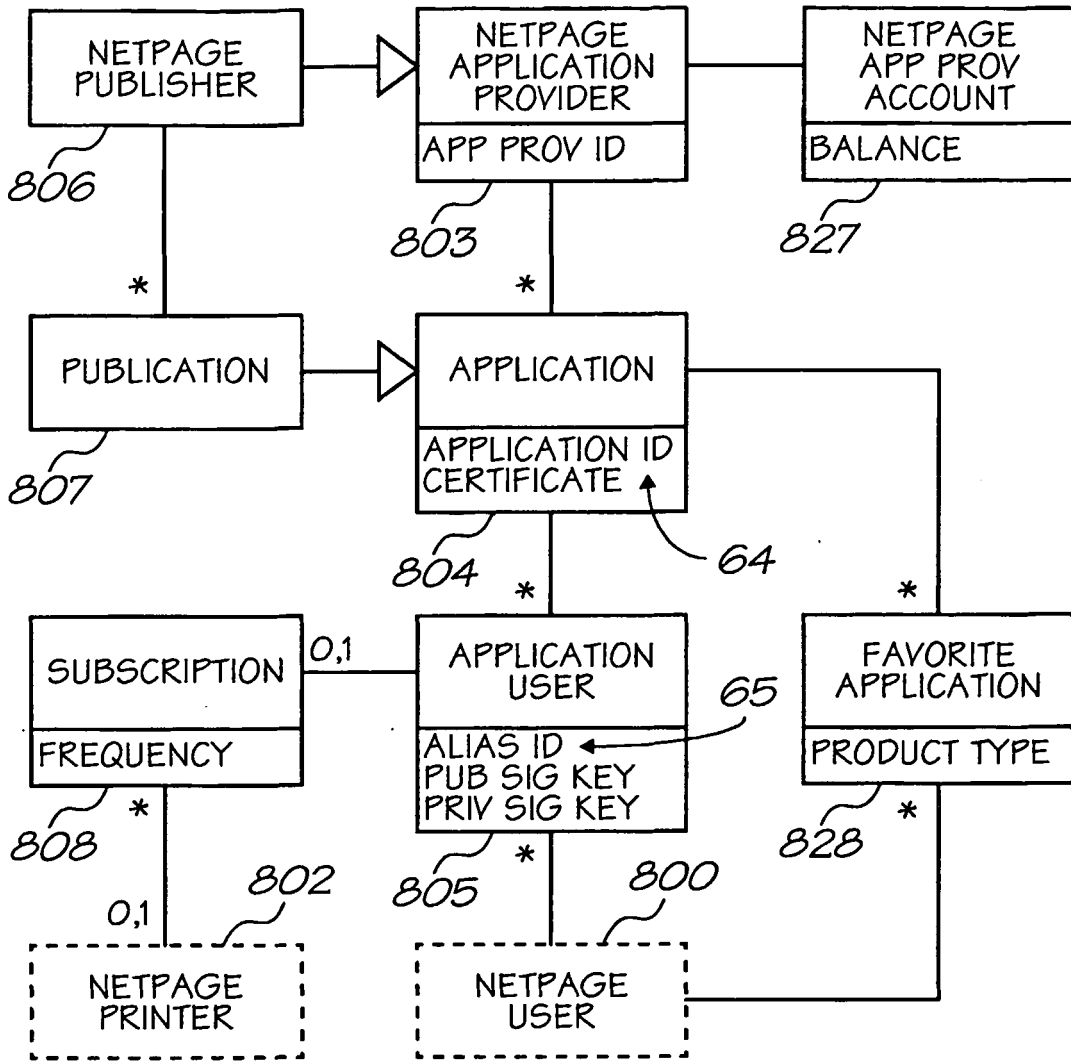 NETPAGE
PUBLISHER
806
NETPAGE
APPLICATION
PROVIDER
APP PROV ID
803
NETPAGE
APP PROV
ACCOUNT
BALANCE
827
*
*
PUBLICATION
807
APPLICATION
APPLICATION ID
CERTIFICATE
64
804
*
*
SUBSCRIPTION
0,1
FREQUENCY
808
*
APPLICATION
USER
ALIAS ID
PUB SIG KEY
PRIV SIG KEY
65
805
*
FAVORITE
APPLICATION
PRODUCT TYPE
828
*
802
0,1
NETPAGE
PRINTER
800
NETPAGE
USER